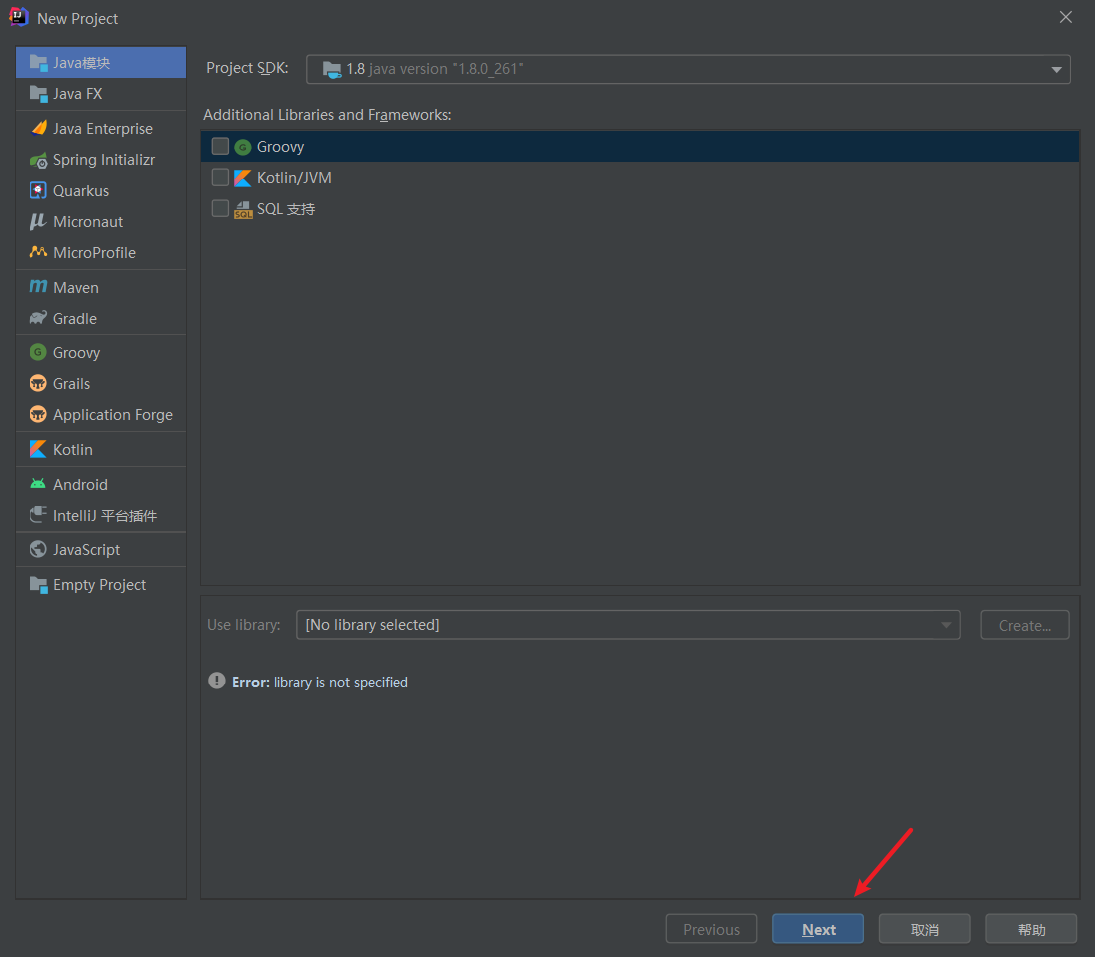 New Project
Java模块
Java FX
Java Enterprise
Spring Initializr
Quarkus
Micronaut
MicroProfile
Maven
Gradle
Groovy
Grails
Application Forge
Kotlin
Android
IntelliJ 平台插件
JavaScript
Empty Project
Project SDK: 1.8 java version "1.8.0_261"
Additional Libraries and Frameworks:
Groovy
Kotlin/JVM
SQL 支持
Use library: [No library selected] Create...
Error: library is not specified
Previous Next 取消 帮助